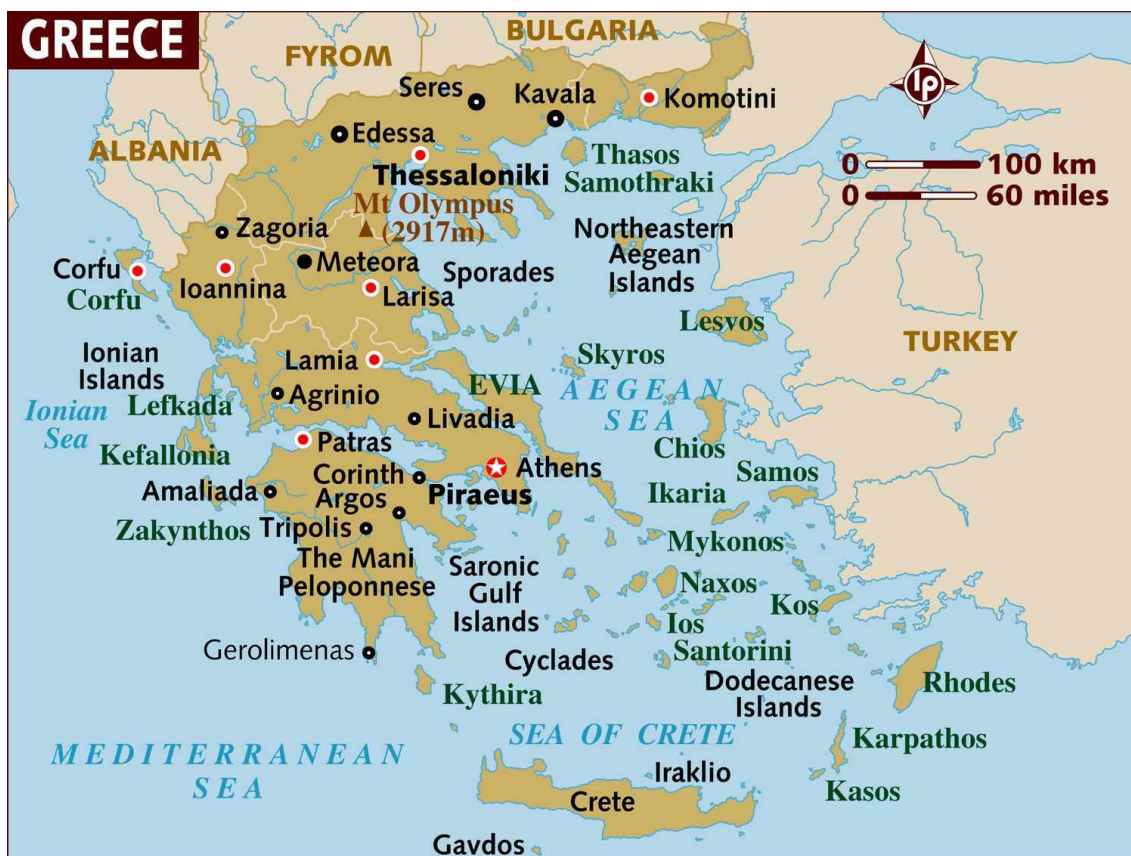 GREECE
BULGARIA
FYROM
lp
Seres
Kavala
Komotini
Edessa
ALBANIA
Thasos
0 100 km
Thessaloniki
Samothraki
0 60 miles
Mt Olympus
(2917m)
Zagoria
Northeastern
Aegean
Islands
Corfu
Meteora
Sporades
Ioannina
Larisa
Corfu
Lesvos
TURKEY
Ionian
Islands
Lamia
Skyros
EVIA
AEGEAN
SEA
Agrinio
Ionian
Sea
Lefkada
Livadia
Patras
Chios
Kefallonia
Corinth
Athens
Samos
Amaliada
Piraeus
Ikaria
Argos
Zakynthos
Tripolis
Mykonos
The Mani
Peloponnese
Saronic
Gulf
Islands
Naxos
Kos
Ios
Gerolimenas
Cyclades
Santorini
Dodecanese
Islands
Rhodes
Kythira
SEA OF CRETE
Karpathos
MEDITERRANEAN
SEA
Iraklio
Kasos
Crete
Gavdos